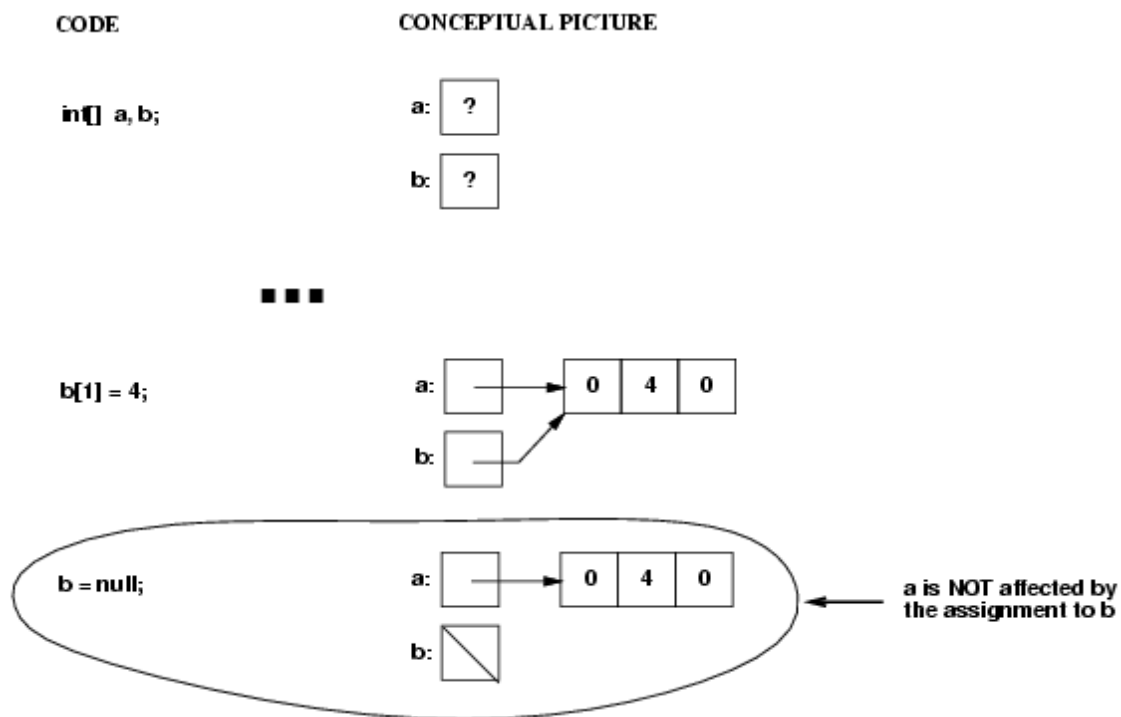 CODE CONCEPTUAL PICTURE
int[] a, b; a: ?
b: ?
b[1] = 4; a: 0 4 0
b:
b = null; a: 0 4 0
a is NOT affected by
the assignment to b
b: